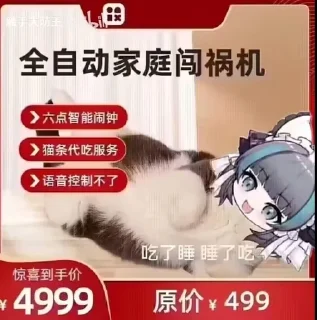 全自动家庭闯祸机
六点智能闹钟
猫条代吃服务
语音控制不了
吃了睡 睡了吃
惊喜到手价
¥ 4999
原价 ¥ 499